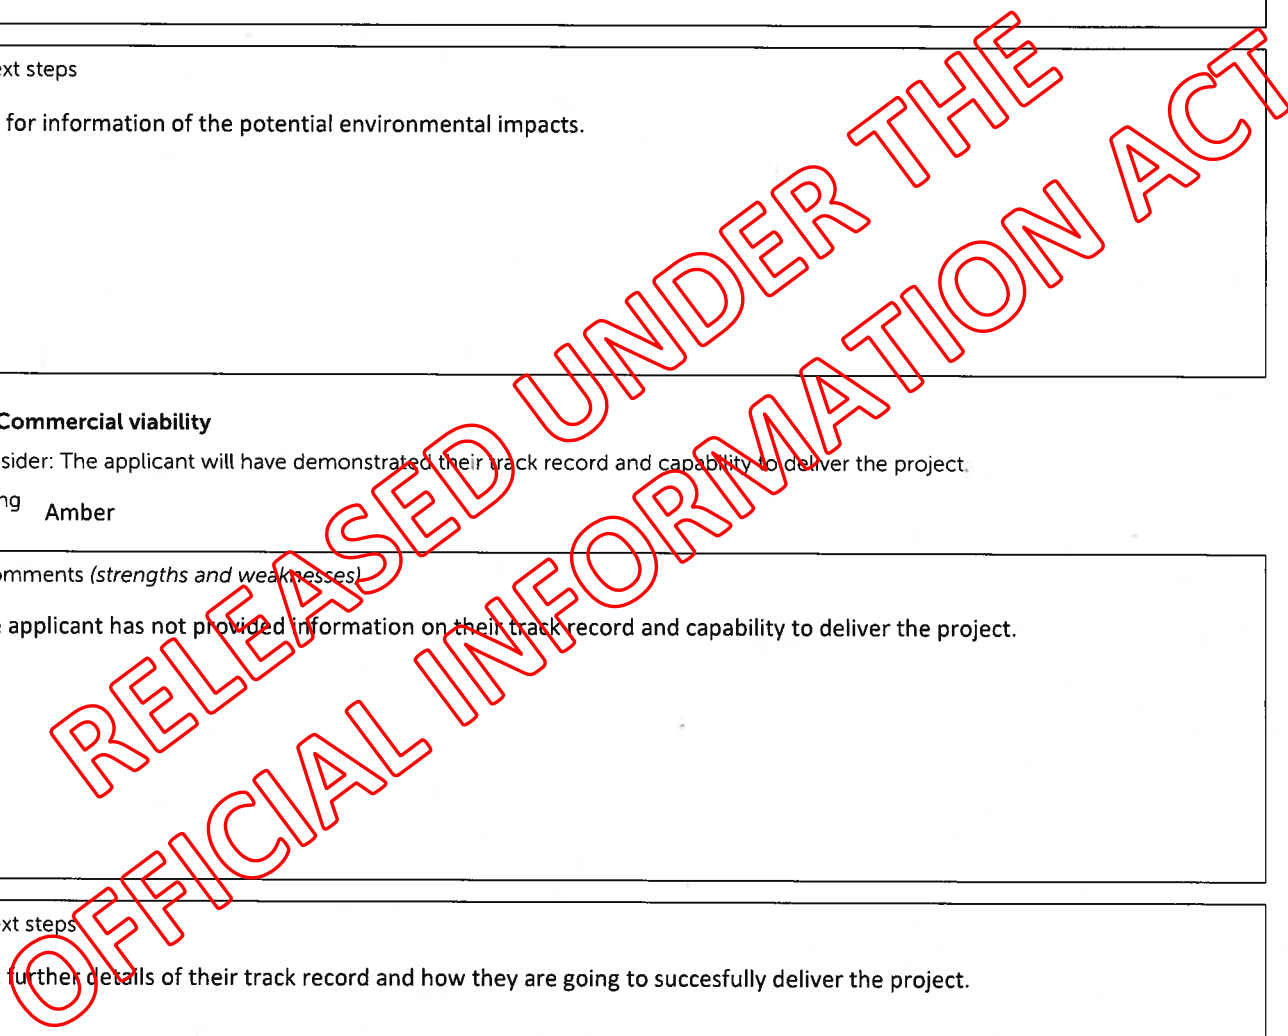 xt steps
for information of the potential environmental impacts.
Commercial viability
sider: The applicant will have demonstrated their track record and capability to deliver the project.
ng Amber
mments (strengths and weaknesses)
applicant has not provided information on their track record and capability to deliver the project.
xt steps
further details of their track record and how they are going to succesfully deliver the project.
RELEASED UNDER THE
OFFICIAL INFORMATION ACT